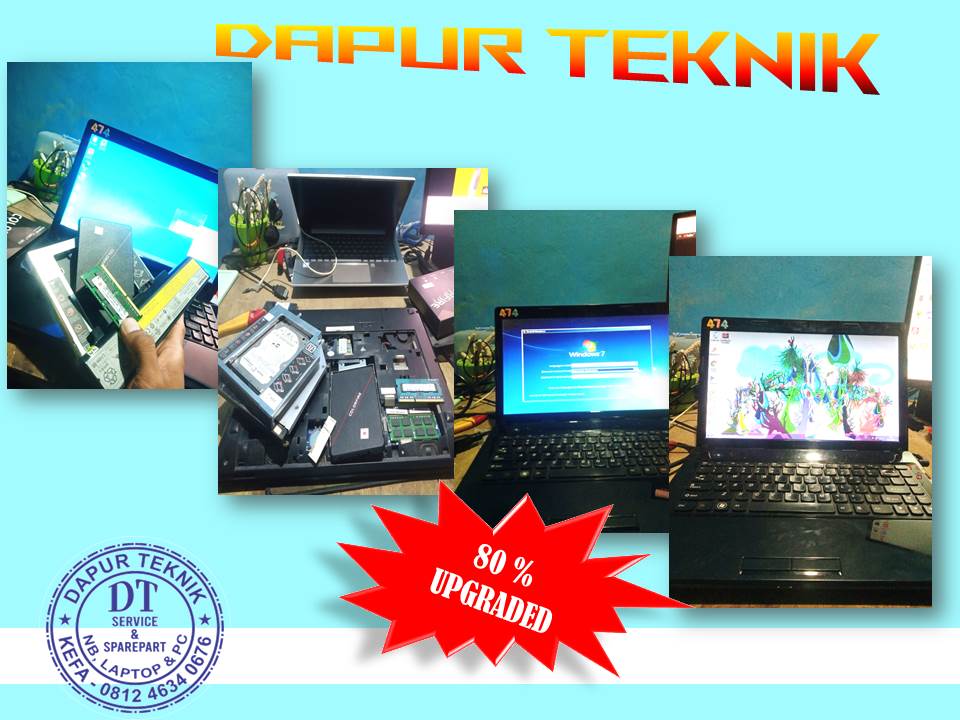 DAPUR TEKNIK
474
474
Windows 7
474
80 %
UPGRADED
DAPUR TEKNIK
DT
SERVICE
&
SPAREPART
NB, LAPTOP & PC
KEFA - 0812 4634 0676